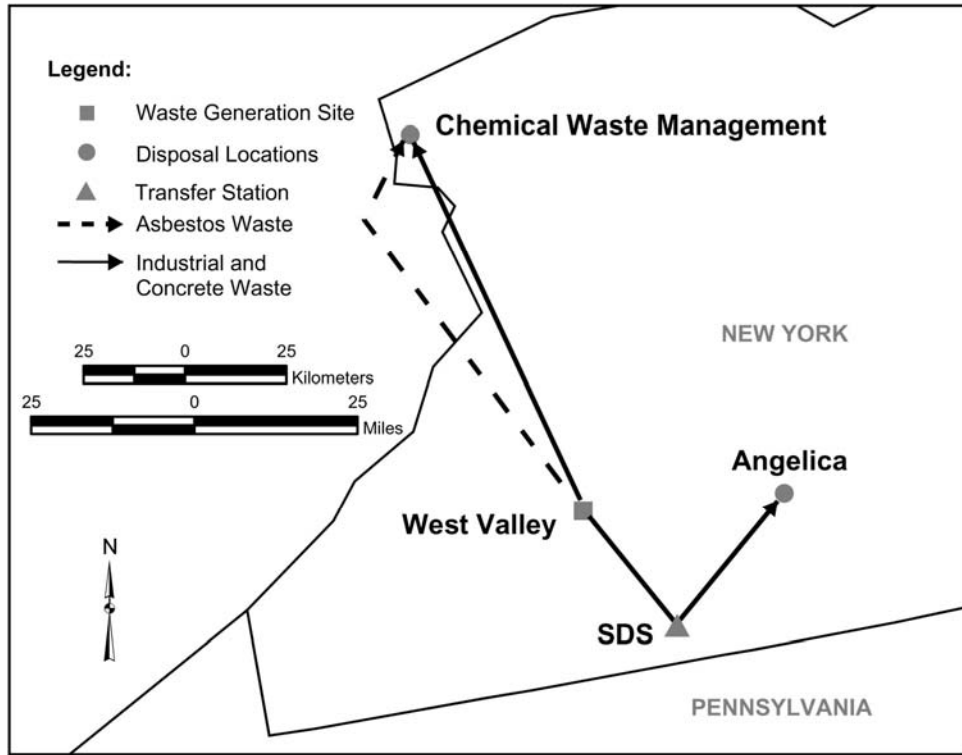 Legend:
Waste Generation Site
Disposal Locations
Transfer Station
Asbestos Waste
Industrial and
Concrete Waste
Chemical Waste Management
NEW YORK
25 0 25
Kilometers
25 0 25
Miles
Angelica
West Valley
N
SDS
PENNSYLVANIA